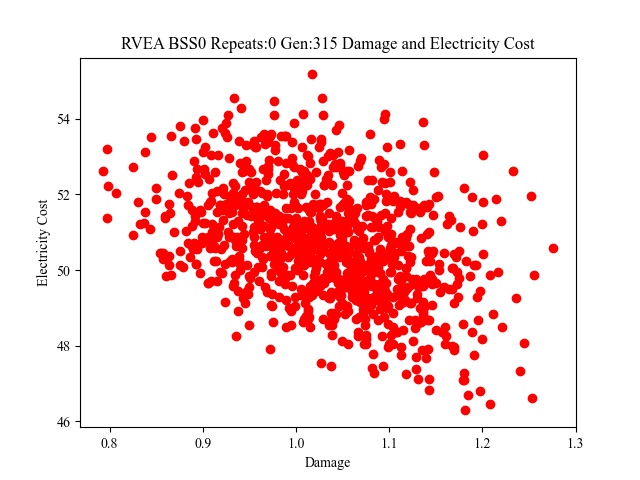 RVEA BSS0 Repeats:0 Gen:315 Damage and Electricity Cost
54
52
50
48
46
Electricity Cost
0.8 0.9 1.0 1.1 1.2 1.3
Damage